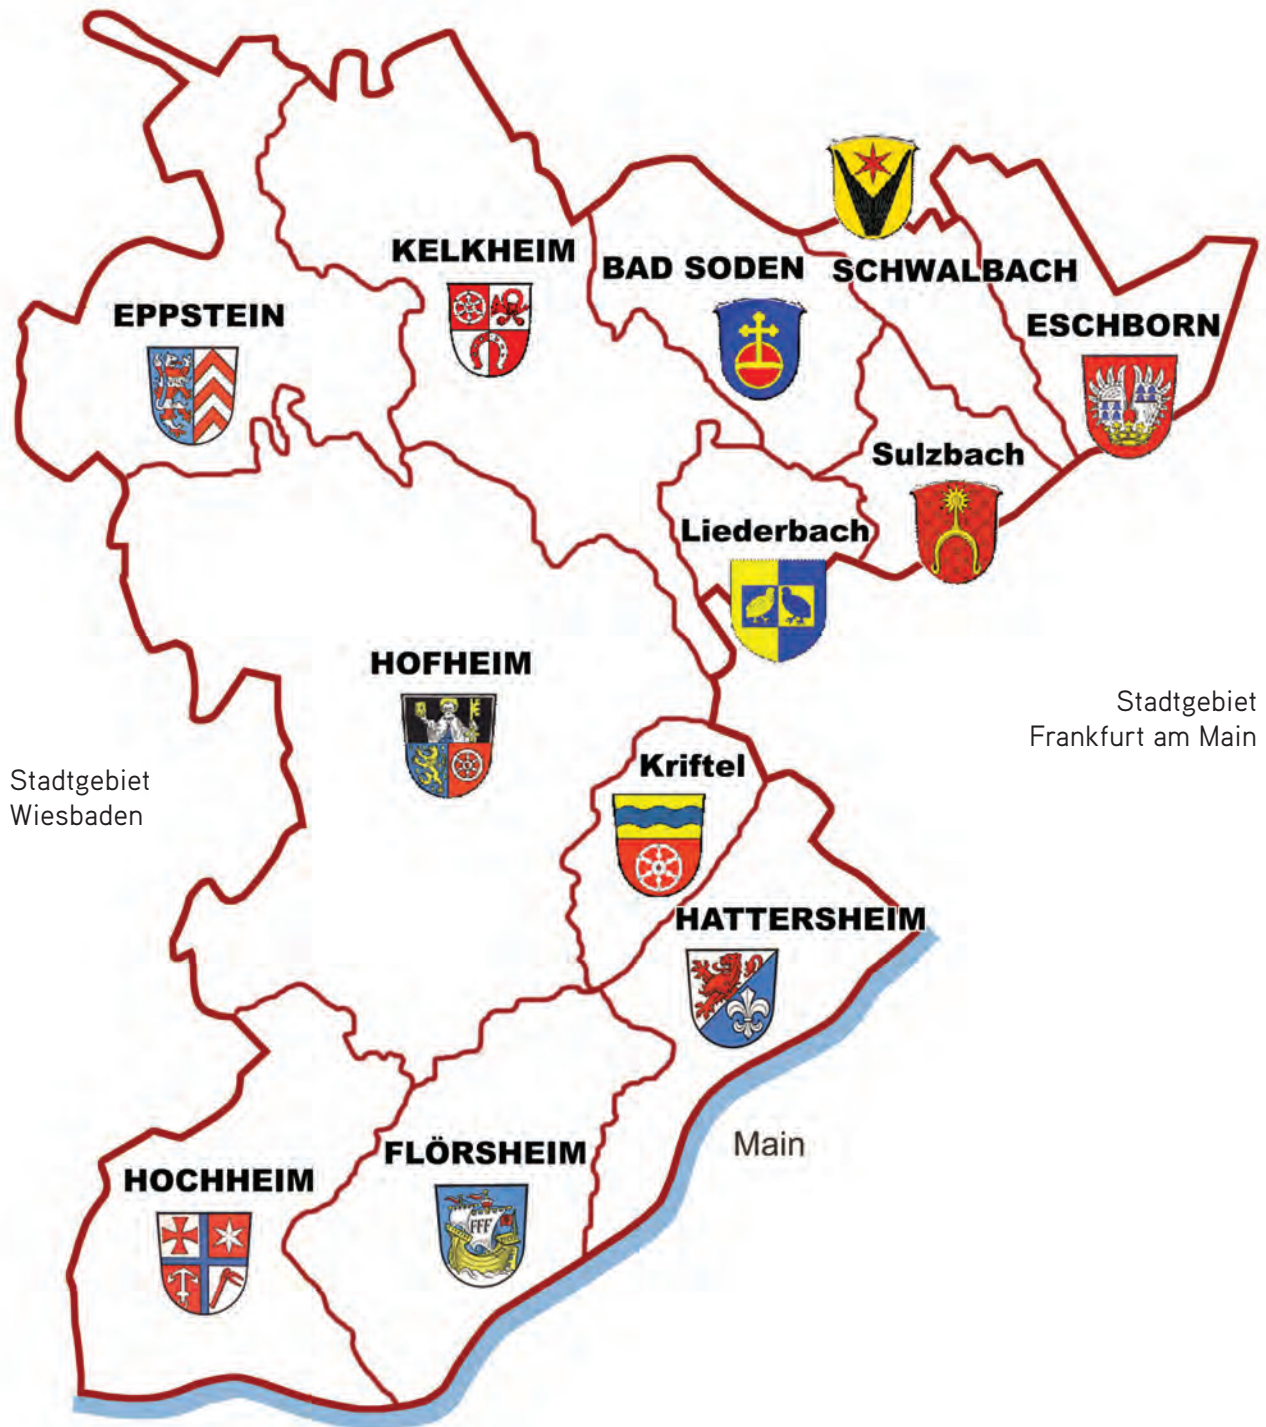 KELKHEIM
BAD SODEN
SCHWALBACH
EPPSTEIN
ESCHBORN
Sulzbach
Liederbach
HOFHEIM
Stadtgebiet
Frankfurt am Main
Kriftel
Stadtgebiet
Wiesbaden
HATTERSHEIM
Main
FLÖRSHEIM
HOCHHEIM
FFF